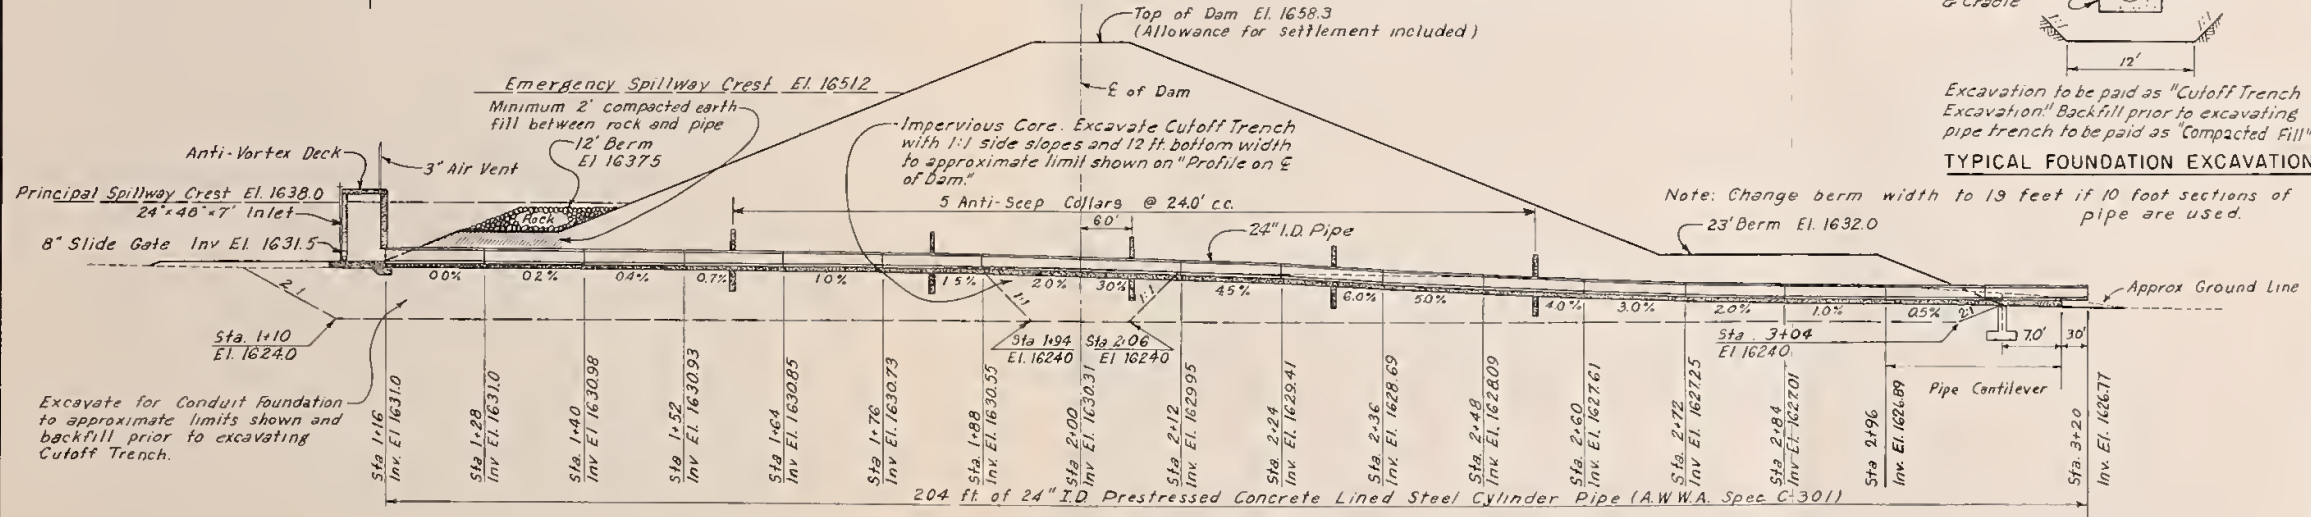 Top of Dam El. 1658.3
(Allowance for settlement included)
& Cradle
1:1
1:1
12'
Excavation to be paid as "Cutoff Trench
Excavation." Backfill prior to excavating
pipe trench to be paid as "Compacted Fill"
TYPICAL FOUNDATION EXCAVATION
Note: Change berm width to 19 feet if 10 foot sections of
pipe are used.
Emergency Spillway Crest El. 1651.2
Minimum 2' compacted earth
fill between rock and pipe
12' Berm
El 1637.5
℄ of Dam
Impervious Core. Excavate Cutoff Trench
with 1:1 side slopes and 12 ft. bottom width
to approximate limit shown on "Profile on ℄
of Dam."
Anti-Vortex Deck
3" Air Vent
Principal Spillway Crest El. 1638.0
24"x48"x7' Inlet
8" Slide Gate Inv El. 1631.5
Rock
5 Anti-Seep Collars @ 24.0' c.c.
6.0'
24" I.D. Pipe
23' Berm El. 1632.0
Approx Ground Line
2:1
0.0%
0.2%
0.4%
0.7%
1.0%
1.5%
2.0%
3.0%
4.5%
6.0%
5.0%
4.0%
3.0%
2.0%
1.0%
0.5%
2:1
1:1
1:1
Sta. 1+10
El. 1624.0
Sta 1+94
El. 1624.0
Sta 2+06
El 1624.0
Sta. 3+04
El 1624.0
7.0'
3.0'
Pipe Cantilever
Excavate for Conduit Foundation
to approximate limits shown and
backfill prior to excavating
Cutoff Trench.
Sta 1+16
Inv. El 1631.0
Sta 1+28
Inv El. 1631.0
Sta. 1+40
Inv El 1630.98
Sta 1+52
Inv El. 1630.93
Sta 1+64
Inv El. 1630.85
Sta 1+76
Inv. El. 1630.73
Sta 1+88
Inv. El. 1630.55
Sta 2+00
Inv El. 1630.31
Sta 2+12
Inv El. 1629.95
Sta. 2+24
Inv El. 1629.41
Sta. 2+36
Inv. El. 1628.69
Sta. 2+48
Inv El. 1628.09
Sta. 2+60
Inv. El. 1627.61
Sta. 2+72
Inv El. 1627.25
Sta 2+84
Inv El. 1627.01
Sta 2+96
Inv. El. 1626.89
Sta. 3+20
Inv. El. 1626.77
204 ft. of 24" I.D. Prestressed Concrete Lined Steel Cylinder Pipe (A.W.W.A. Spec C-301)